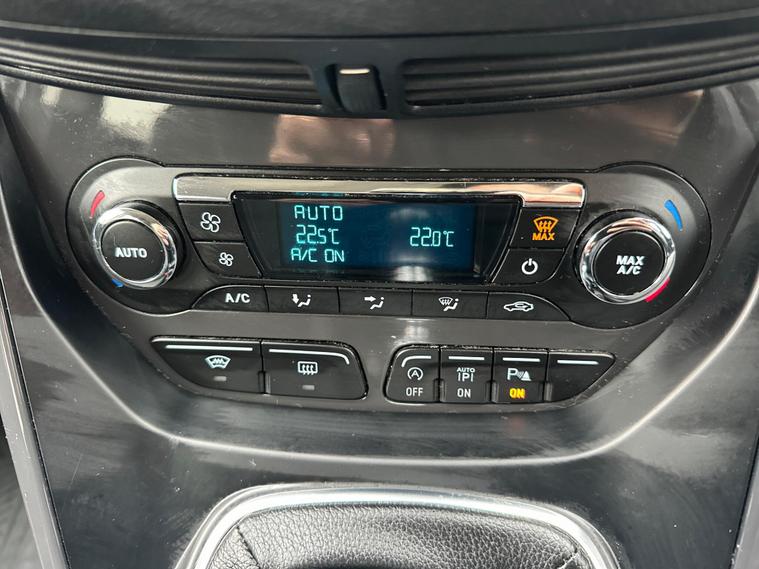 AUTO
22.5°C 22.0°C
A/C ON
MAX
AUTO
MAX
A/C
A/C
OFF
AUTO
P
ON
P
ON